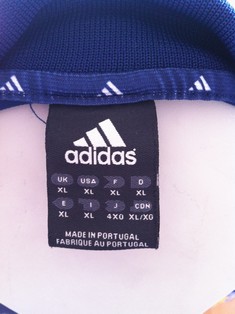 adidas
UK USA F D
XL XL XL XL
E I J CDN
XL XL 4XO XL/XG
MADE IN PORTUGAL
FABRIQUE AU PORTUGAL